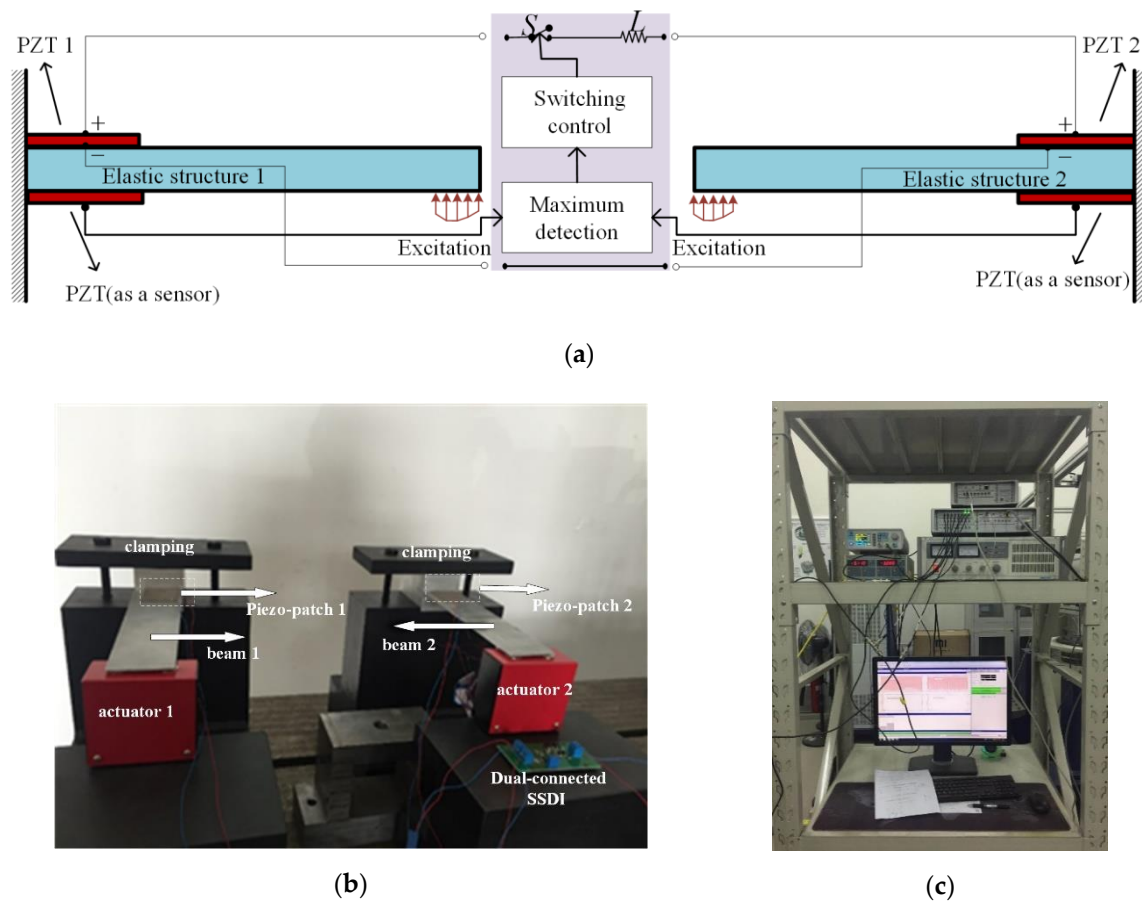 S
L
PZT 1
PZT 2
Switching
control
+
+
−
−
Elastic structure 1
Elastic structure 2
Maximum
detection
Excitation
Excitation
PZT(as a sensor)
PZT(as a sensor)
(a)
clamping
clamping
Piezo-patch 1
Piezo-patch 2
beam 1
beam 2
actuator 1
actuator 2
Dual-connected
SSDI
(b)
(c)